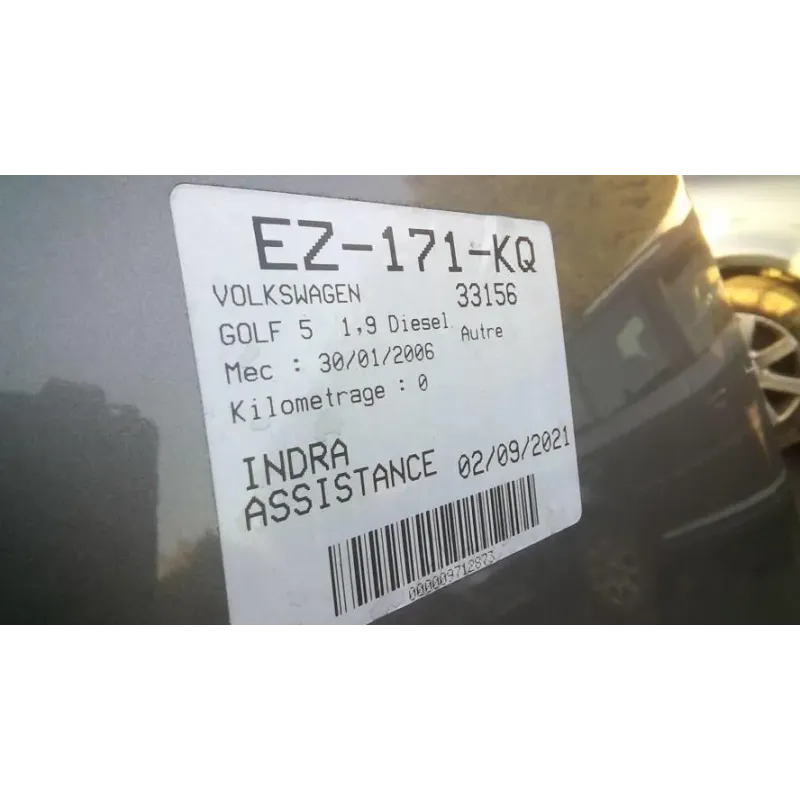 EZ-171-KQ
VOLKSWAGEN 33156
GOLF 5 1,9 Diesel Autre
Mec : 30/01/2006
Kilometrage : 0
INDRA
ASSISTANCE 02/09/2021
000009712873